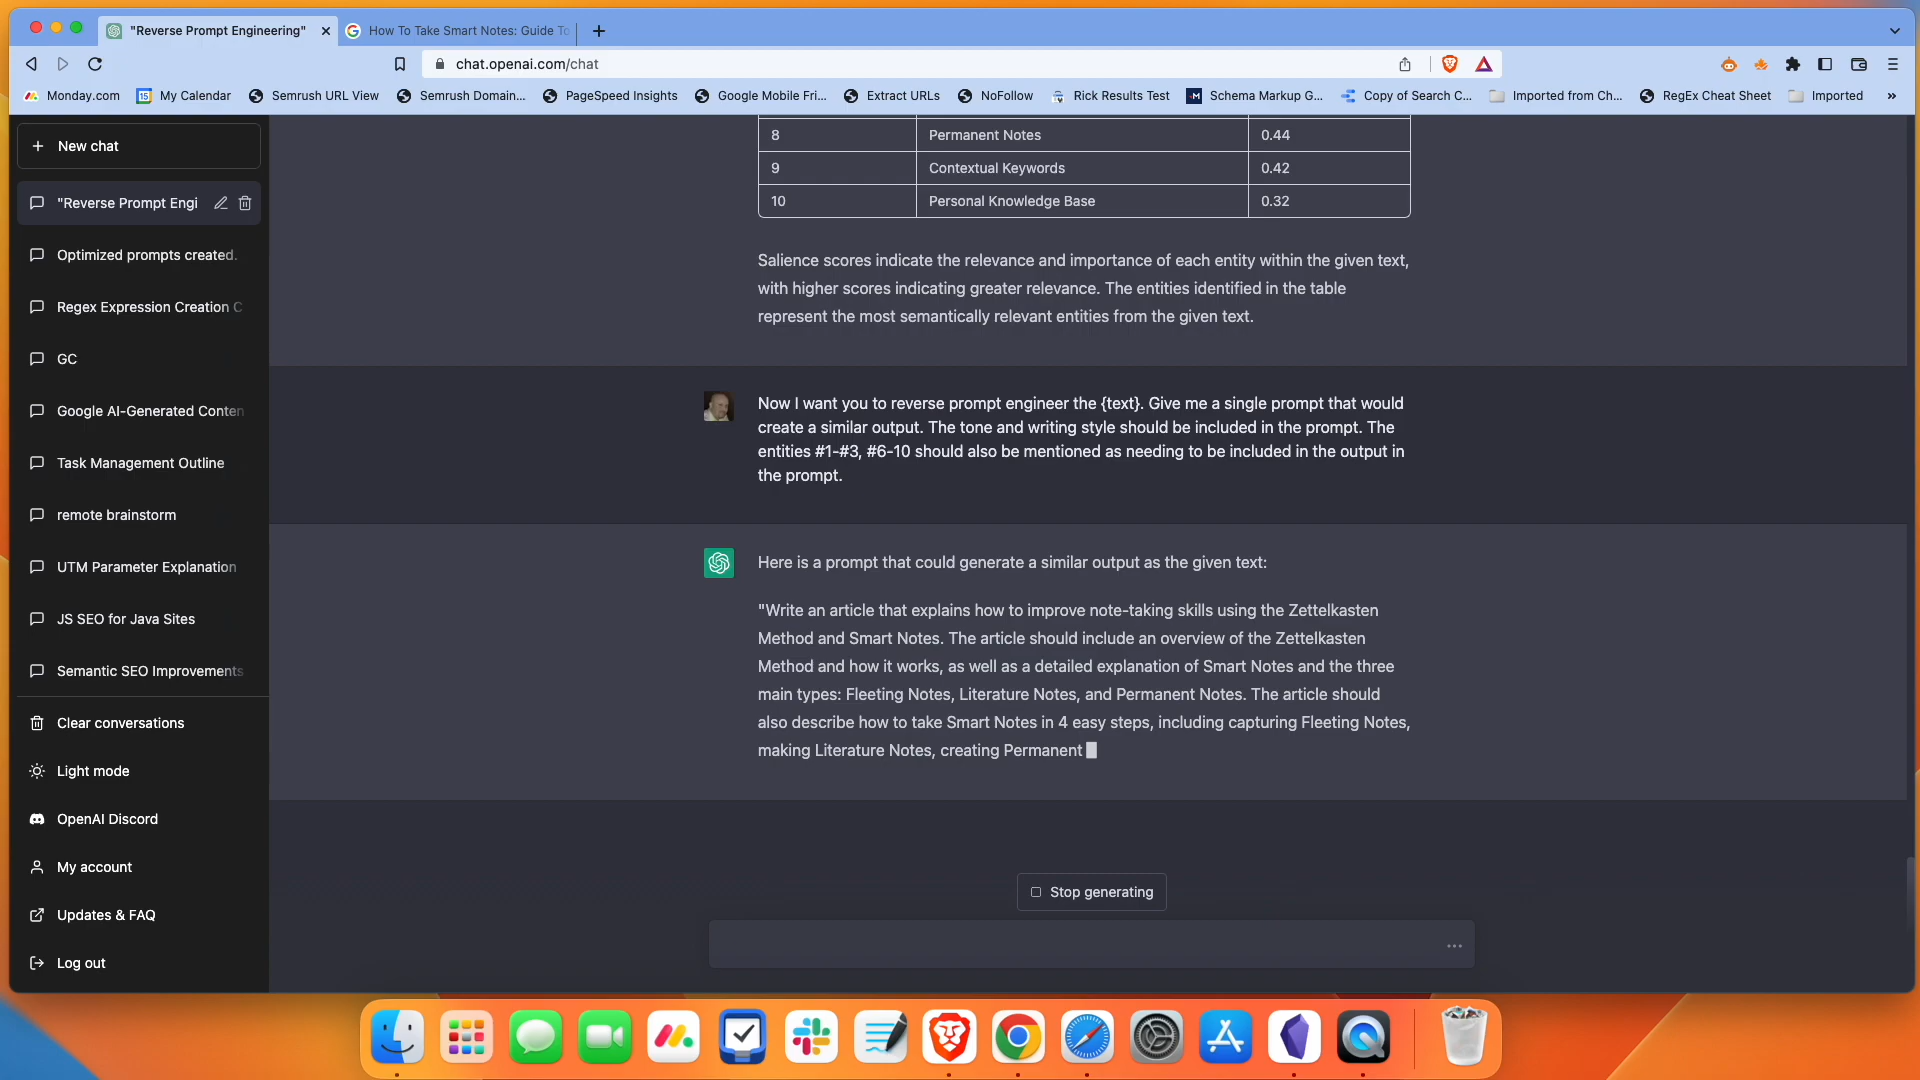 "Reverse Prompt Engineering"
How To Take Smart Notes: Guide To
chat.openai.com/chat
Monday.com
15
My Calendar
Semrush URL View
Semrush Domain...
PageSpeed Insights
Google Mobile Fri...
Extract URLs
NoFollow
Rick Results Test
Schema Markup G...
Copy of Search C...
Imported from Ch...
RegEx Cheat Sheet
Imported
»
New chat
"Reverse Prompt Engi
Optimized prompts created.
Regex Expression Creation C
GC
Google AI-Generated Conten
Task Management Outline
remote brainstorm
UTM Parameter Explanation
JS SEO for Java Sites
Semantic SEO Improvements
Clear conversations
Light mode
OpenAI Discord
My account
Updates & FAQ
Log out
8 Permanent Notes 0.44
9 Contextual Keywords 0.42
10 Personal Knowledge Base 0.32
Salience scores indicate the relevance and importance of each entity within the given text,
with higher scores indicating greater relevance. The entities identified in the table
represent the most semantically relevant entities from the given text.
Now I want you to reverse prompt engineer the {text}. Give me a single prompt that would
create a similar output. The tone and writing style should be included in the prompt. The
entities #1-#3, #6-10 should also be mentioned as needing to be included in the output in
the prompt.
Here is a prompt that could generate a similar output as the given text:
"Write an article that explains how to improve note-taking skills using the Zettelkasten
Method and Smart Notes. The article should include an overview of the Zettelkasten
Method and how it works, as well as a detailed explanation of Smart Notes and the three
main types: Fleeting Notes, Literature Notes, and Permanent Notes. The article should
also describe how to take Smart Notes in 4 easy steps, including capturing Fleeting Notes,
making Literature Notes, creating Permanent
Stop generating
...